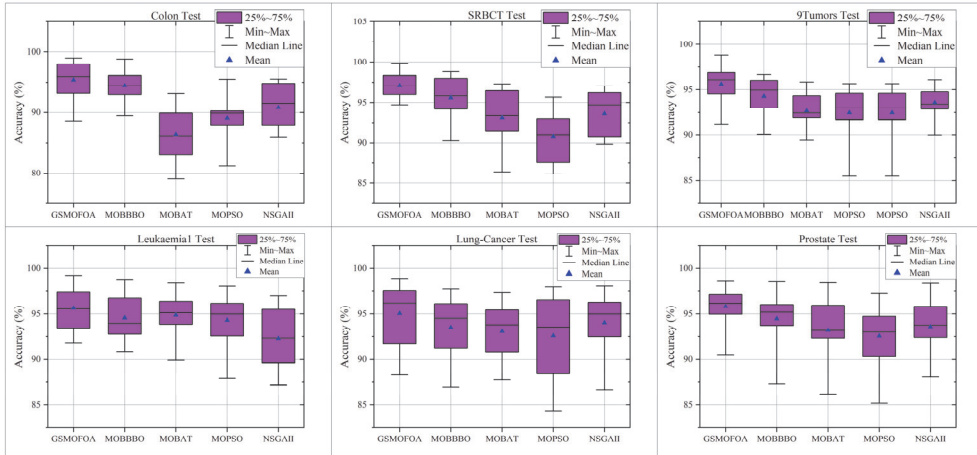 Colon Test
25%~75%
Min~Max
Median Line
Mean
Accuracy (%)
100
90
80
GSMOFOA MOBBBO MOBAT MOPSO NSGAII
SRBCT Test
25%~75%
Min~Max
Median Line
Mean
Accuracy (%)
105
100
95
90
85
GSMOFOA MOBBBO MOBAT MOPSO NSGAII
9Tumors Test
25%~75%
Min~Max
Median Line
Mean
Accuracy (%)
100
95
90
85
GSMOFOA MOBBBO MOBAT MOPSO MOPSO NSGAII
Leukaemia1 Test
25%~75%
Min~Max
Median Line
Mean
Accuracy (%)
100
95
90
85
GSMOFOA MOBBBO MOBAT MOPSO NSGAII
Lung-Cancer Test
25%~75%
Min~Max
Median Line
Mean
Accuracy (%)
100
95
90
85
GSMOFOA MOBBBO MOBAT MOPSO NSGAII
Prostate Test
25%~75%
Min~Max
Median Line
Mean
Accuracy (%)
100
95
90
85
GSMOFOA MOBBBO MOBAT MOPSO NSGAII